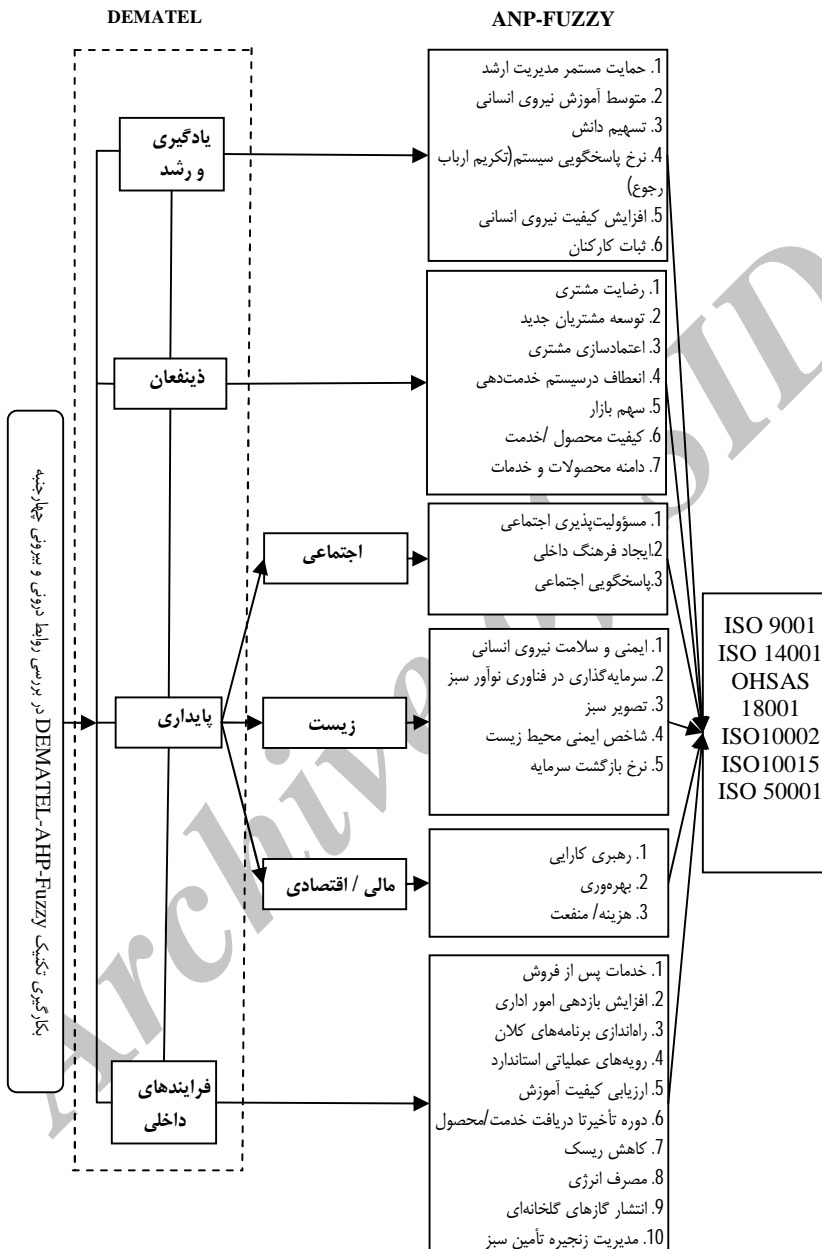 DEMATEL
ANP-FUZZY
یادگیری
و رشد
1. حمایت مستمر مدیریت ارشد
2. متوسط آموزش نیروی انسانی
3. تسهیم دانش
4. نرخ پاسخگویی سیستم(تکریم ارباب
رجوع)
5. افزایش کیفیت نیروی انسانی
6. ثبات کارکنان
ذینفعان
1. رضایت مشتری
2. توسعه مشتریان جدید
3. اعتمادسازی مشتری
4. انعطاف درسیستم خدمت‌دهی
5. سهم بازار
6. کیفیت محصول /خدمت
7. دامنه محصولات و خدمات
بکارگیری تکنیک DEMATEL-AHP-Fuzzy در بررسی روابط درونی و بیرونی چهارجنبه
پایداری
اجتماعی
1. مسؤولیت‌پذیری اجتماعی
2.ایجاد فرهنگ داخلی
3.پاسخگویی اجتماعی
زیست
1. ایمنی و سلامت نیروی انسانی
2. سرمایه‌گذاری در فناوری نوآور سبز
3. تصویر سبز
4. شاخص ایمنی محیط زیست
5. نرخ بازگشت سرمایه
مالی / اقتصادی
1. رهبری کارایی
2. بهره‌وری
3. هزینه/ منفعت
فرایندهای
داخلی
1. خدمات پس از فروش
2. افزایش بازدهی امور اداری
3. راه‌اندازی برنامه‌های کلان
4. رویه‌های عملیاتی استاندارد
5. ارزیابی کیفیت آموزش
6. دوره تأخیرتا دریافت خدمت/محصول
7. کاهش ریسک
8. مصرف انرژی
9. انتشار گازهای گلخانه‌ای
10. مدیریت زنجیره تأمین سبز
ISO 9001
ISO 14001
OHSAS
18001
ISO10002
ISO10015
ISO 50001
Archive of SID